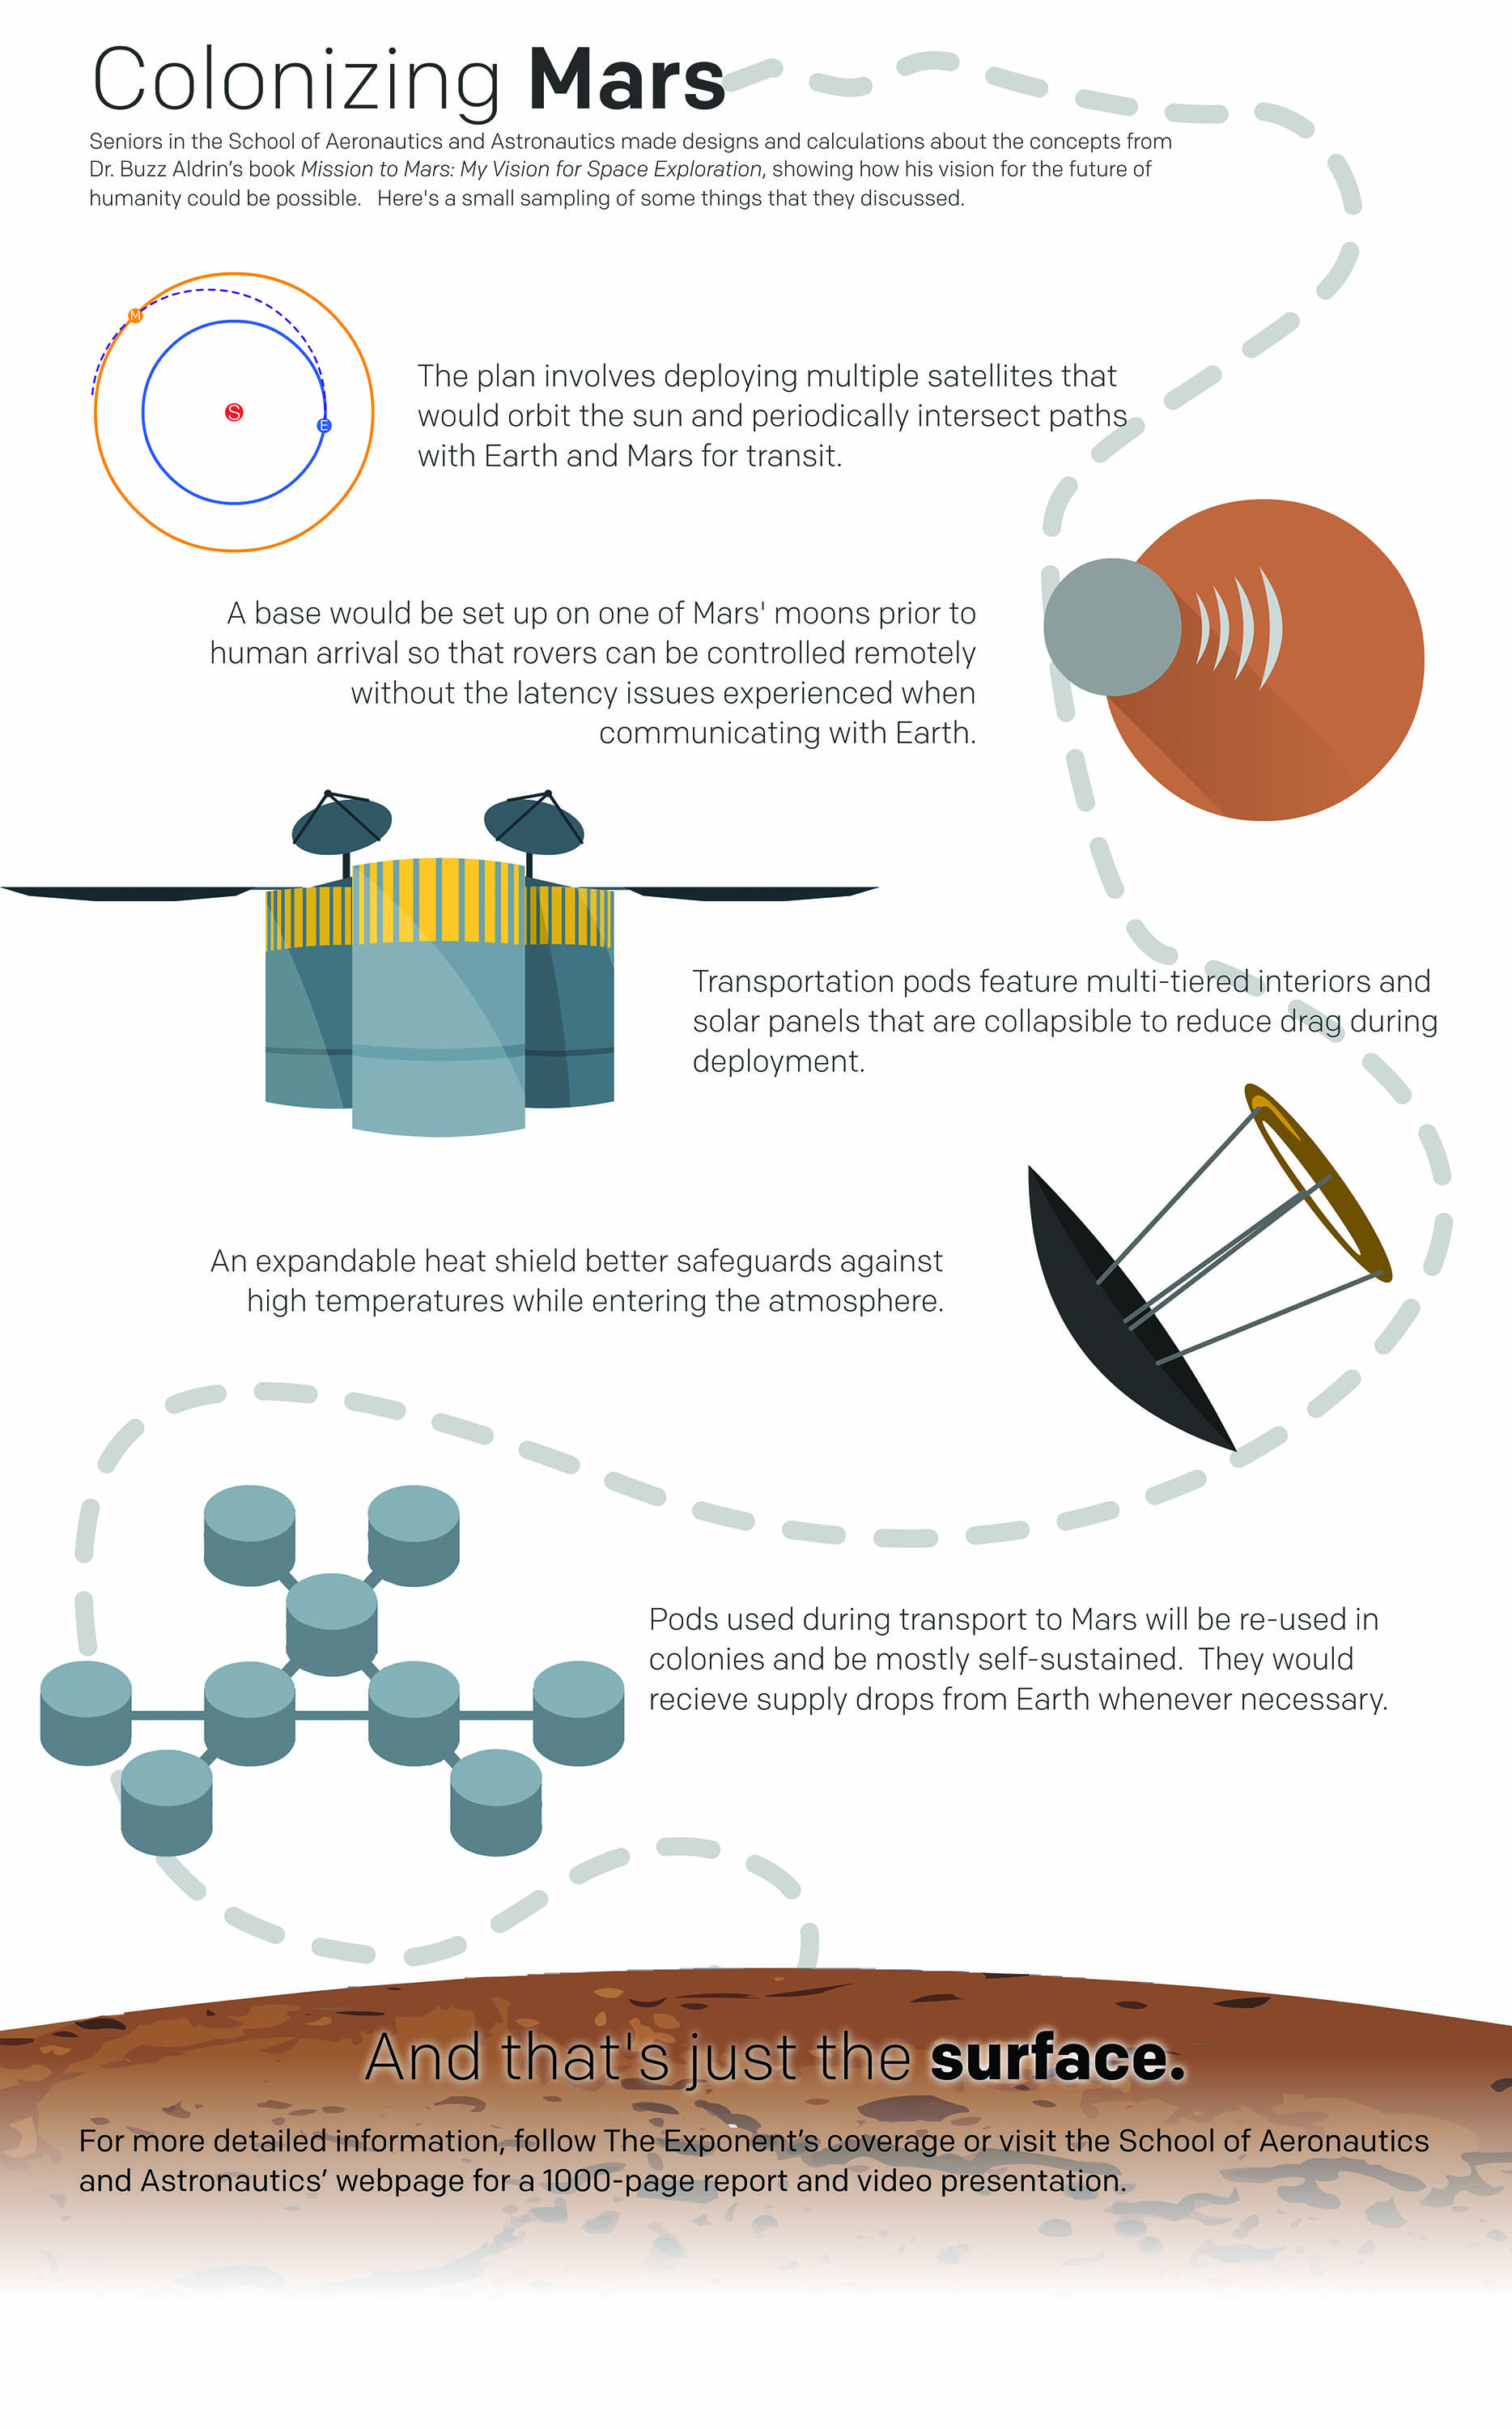 Colonizing Mars
Seniors in the School of Aeronautics and Astronautics made designs and calculations about the concepts from
Dr. Buzz Aldrin's book Mission to Mars: My Vision for Space Exploration, showing how his vision for the future of
humanity could be possible.   Here's a small sampling of some things that they discussed.
M
S
E
The plan involves deploying multiple satellites that
would orbit the sun and periodically intersect paths
with Earth and Mars for transit.
A base would be set up on one of Mars' moons prior to
human arrival so that rovers can be controlled remotely
without the latency issues experienced when
communicating with Earth.
Transportation pods feature multi-tiered interiors and
solar panels that are collapsible to reduce drag during
deployment.
An expandable heat shield better safeguards against
high temperatures while entering the atmosphere.
Pods used during transport to Mars will be re-used in
colonies and be mostly self-sustained.  They would
recieve supply drops from Earth whenever necessary.
And that's just the surface.
For more detailed information, follow The Exponent's coverage or visit the School of Aeronautics
and Astronautics' webpage for a 1000-page report and video presentation.